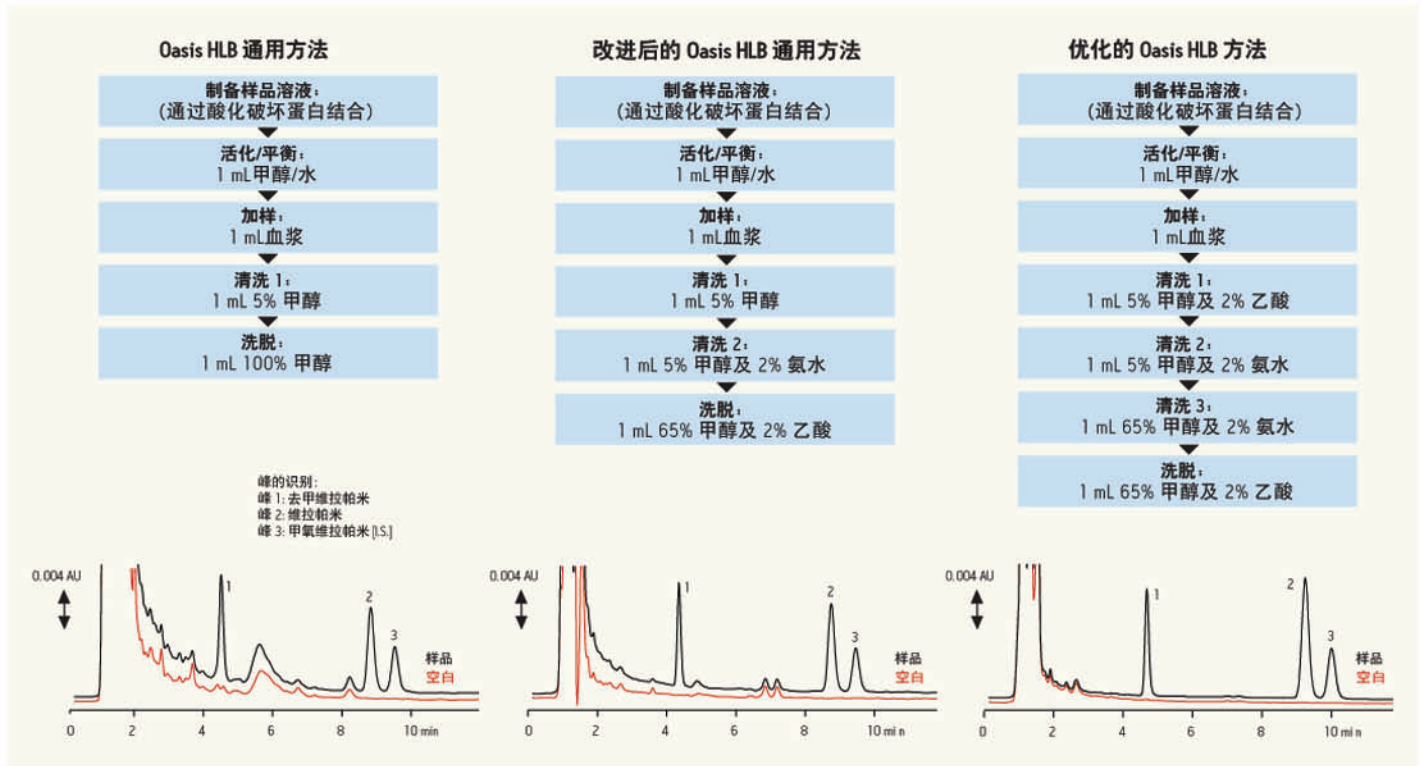 Oasis HLB 通用方法
制备样品溶液：
(通过酸化破坏蛋白结合)
活化/平衡：
1 mL甲醇/水
加样：
1 mL血浆
清洗 1：
1 mL 5% 甲醇
洗脱：
1 mL 100% 甲醇
改进后的 Oasis HLB 通用方法
制备样品溶液：
(通过酸化破坏蛋白结合)
活化/平衡：
1 mL甲醇/水
加样：
1 mL血浆
清洗 1：
1 mL 5% 甲醇
清洗 2：
1 mL 5% 甲醇及 2% 氨水
洗脱：
1 mL 65% 甲醇及 2% 乙酸
优化的 Oasis HLB 方法
制备样品溶液：
(通过酸化破坏蛋白结合)
活化/平衡：
1 mL甲醇/水
加样：
1 mL血浆
清洗 1：
1 mL 5% 甲醇及 2% 乙酸
清洗 2：
1 mL 5% 甲醇及 2% 氨水
清洗 3：
1 mL 65% 甲醇及 2% 氨水
洗脱：
1 mL 65% 甲醇及 2% 乙酸
峰的识别：
峰 1: 去甲维拉帕米
峰 2: 维拉帕米
峰 3: 甲氧维拉帕米 [I.S.]
0.004 AU
1
2
3
样品
空白
0 2 4 6 8 10 min
0.004 AU
1
2
3
样品
空白
0 2 4 6 8 10 min
0.004 AU
1
2
3
样品
空白
0 2 4 6 8 10 min